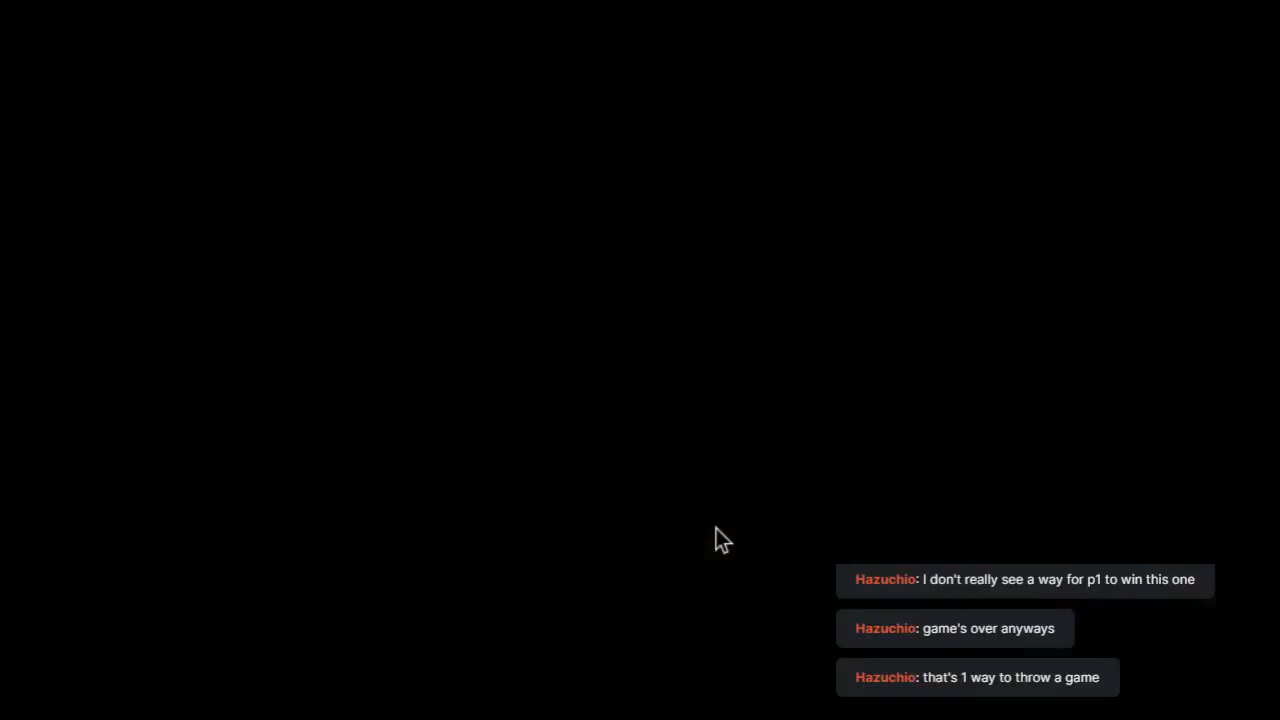 Hazuchio: I don't really see a way for p1 to win this one
Hazuchio: game's over anyways
Hazuchio: that's 1 way to throw a game